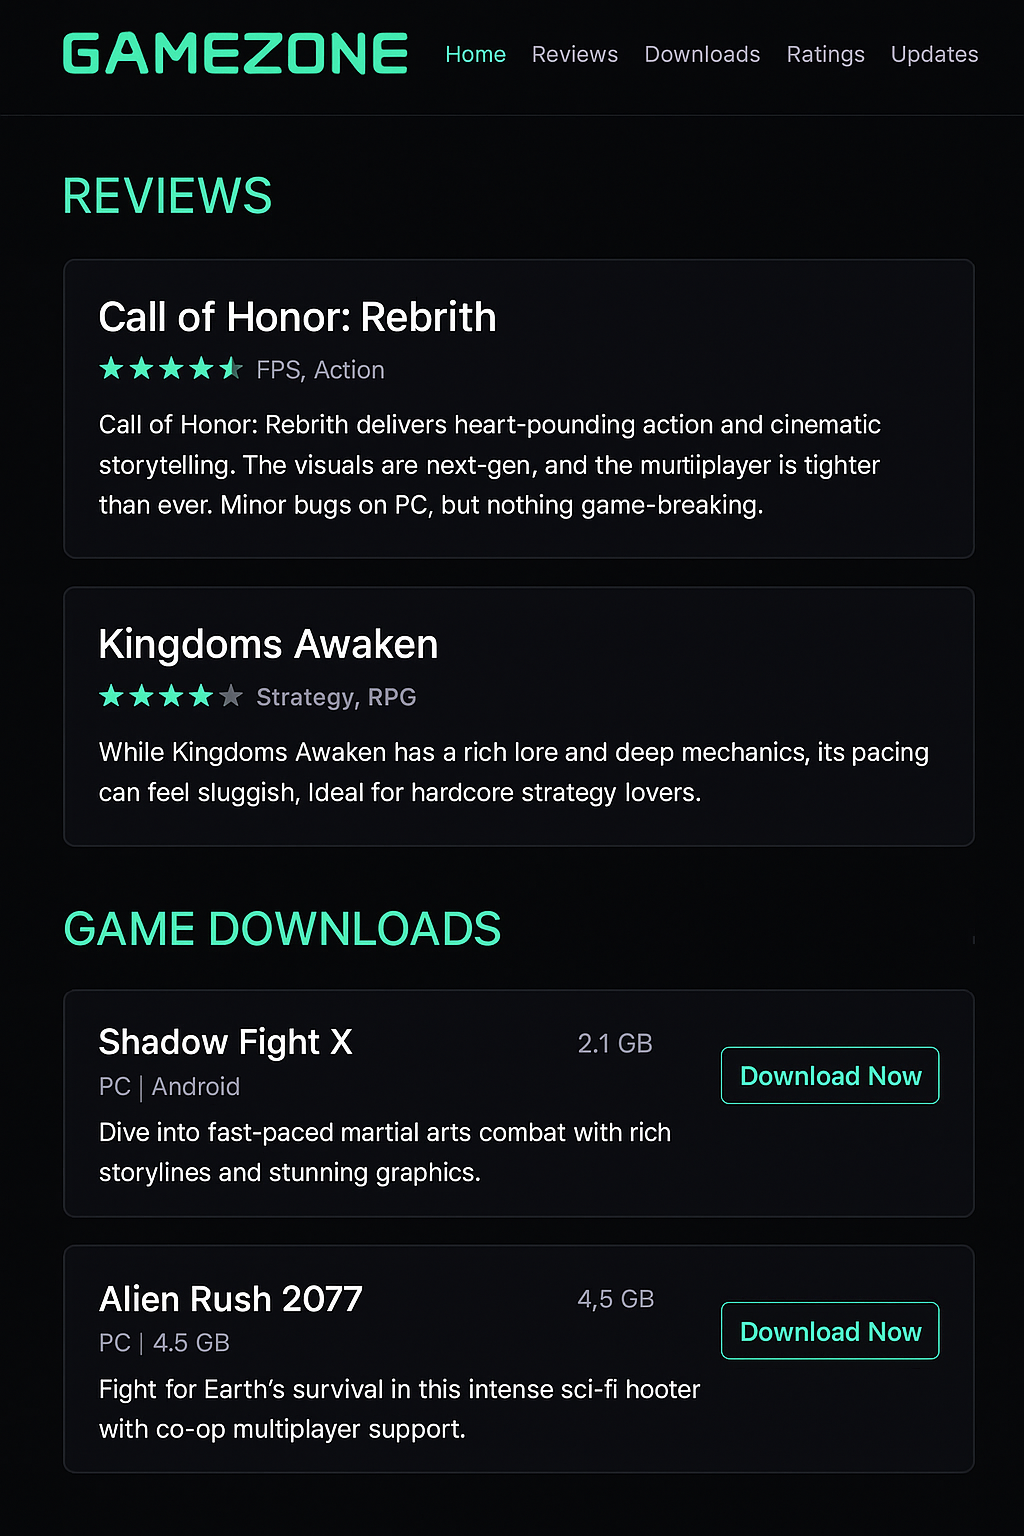 GAMEZONE
Home Reviews Downloads Ratings Updates
REVIEWS
Call of Honor: Rebrith
FPS, Action
Call of Honor: Rebrith delivers heart-pounding action and cinematic
storytelling. The visuals are next-gen, and the murtiiplayer is tighter
than ever. Minor bugs on PC, but nothing game-breaking.
Kingdoms Awaken
Strategy, RPG
While Kingdoms Awaken has a rich lore and deep mechanics, its pacing
can feel sluggish, Ideal for hardcore strategy lovers.
GAME DOWNLOADS
Shadow Fight X
2.1 GB
PC | Android
Download Now
Dive into fast-paced martial arts combat with rich
storylines and stunning graphics.
Alien Rush 2077
4,5 GB
PC | 4.5 GB
Download Now
Fight for Earth’s survival in this intense sci-fi hooter
with co-op multiplayer support.